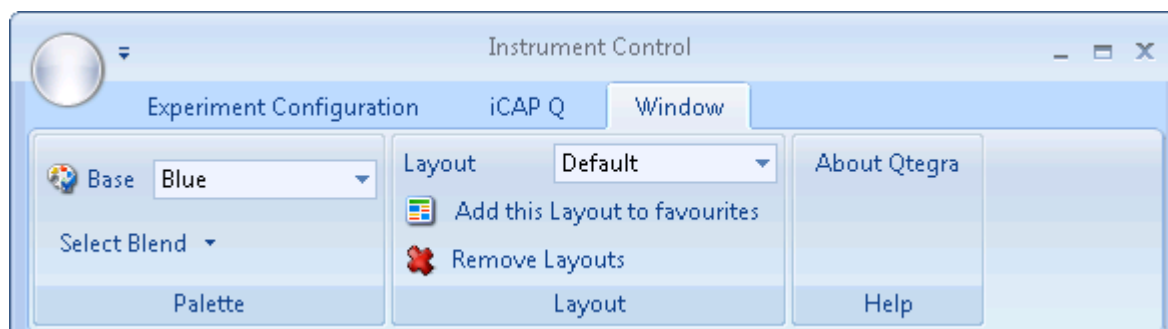 Instrument Control
Experiment Configuration iCAP Q Window
Base Blue
Select Blend
Palette
Layout Default
Add this Layout to favourites
Remove Layouts
Layout
About Qtegra
Help